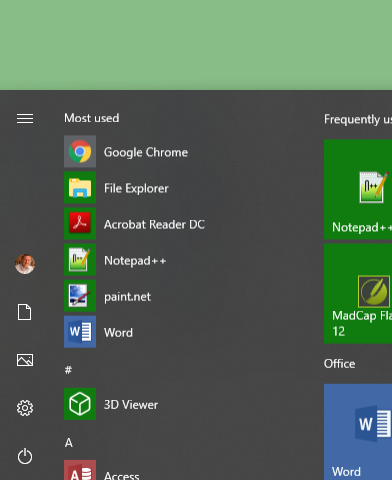 Most used
Google Chrome
File Explorer
Acrobat Reader DC
Notepad++
paint.net
Word
#
3D Viewer
A
Access
Frequently us
Notepad++
MadCap Fla
12
Office
Word